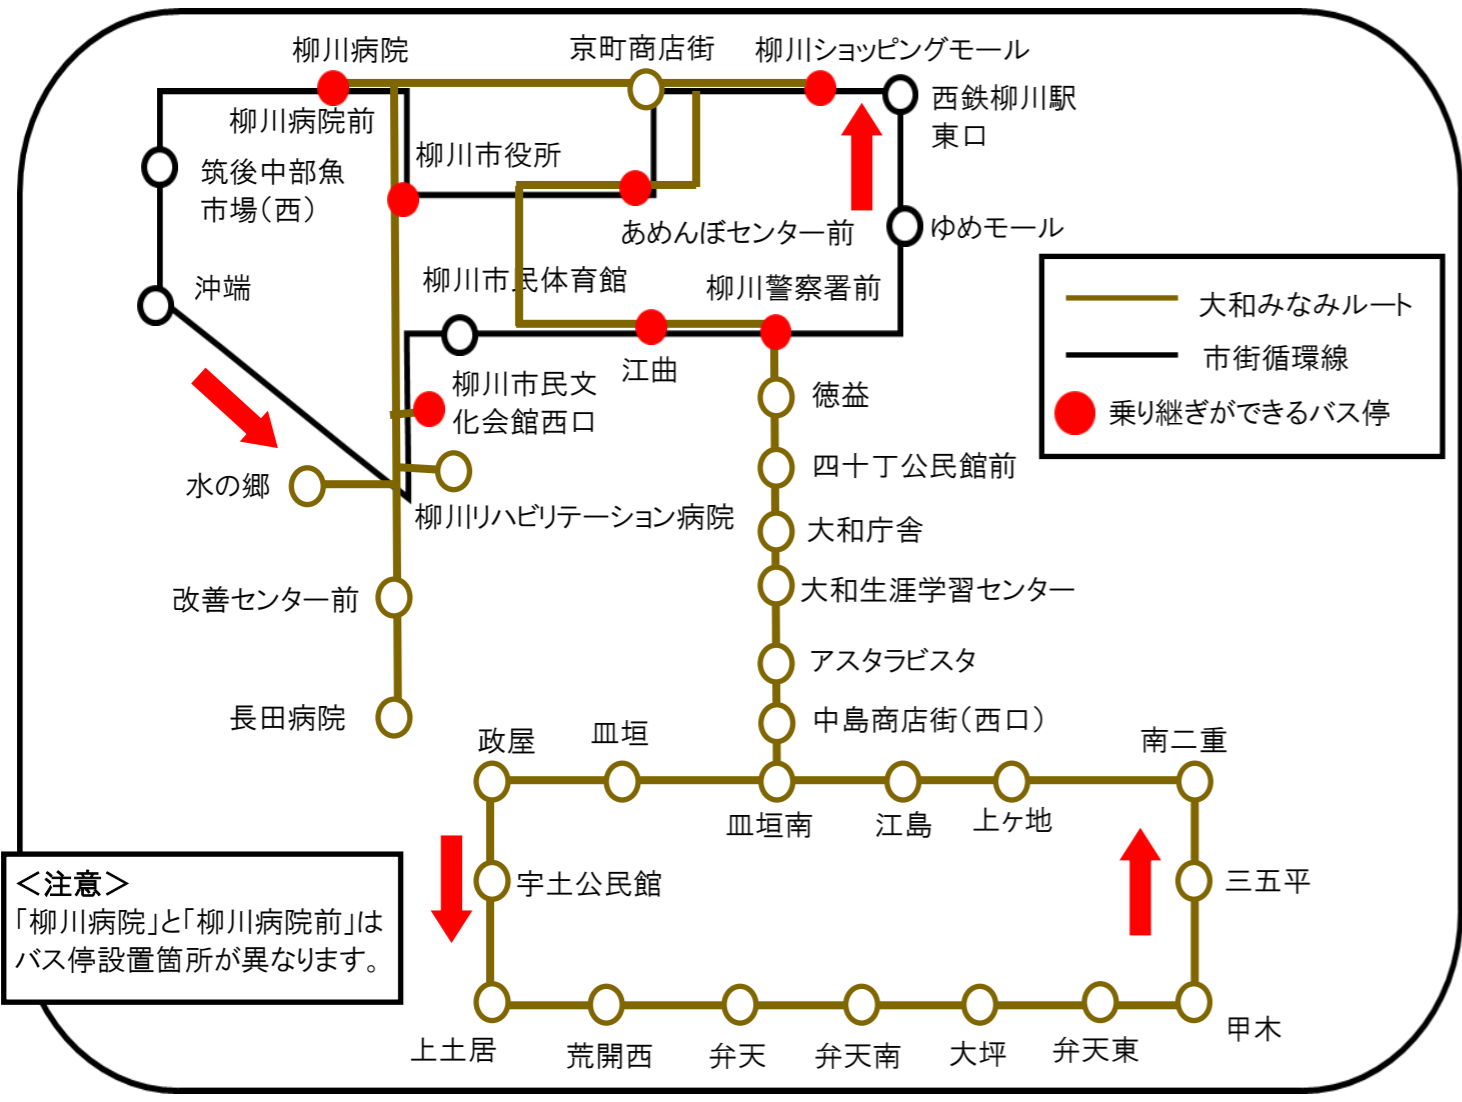 柳川病院
京町商店街
柳川ショッピングモール
柳川病院前
西鉄柳川駅
東口
柳川市役所
筑後中部魚
市場（西）
あめんぼセンター前
ゆめモール
沖端
柳川市民体育館
柳川警察署前
大和みなみルート
市街循環線
乗り継ぎができるバス停
江曲
柳川市民文
化会館西口
徳益
四十丁公民館前
水の郷
柳川リハビリテーション病院
大和庁舎
改善センター前
大和生涯学習センター
アスタラビスタ
長田病院
中島商店街（西口）
政屋
皿垣
南二重
皿垣南
江島
上ヶ地
＜注意＞
「柳川病院」と「柳川病院前」は
バス停設置箇所が異なります。
宇土公民館
三五平
上土居
荒開西
弁天
弁天南
大坪
弁天東
甲木